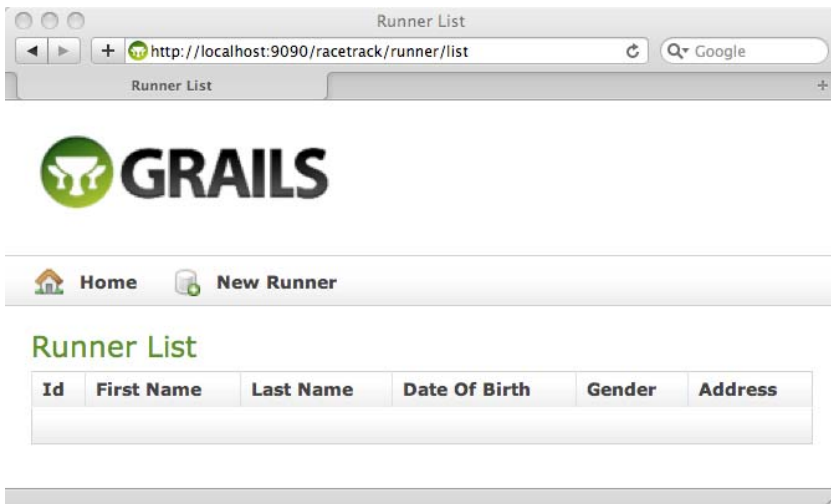 Runner List
http://localhost:9090/racetrack/runner/list
Google
Runner List
GRAILS
Home New Runner
Runner List
Id First Name Last Name Date Of Birth Gender Address